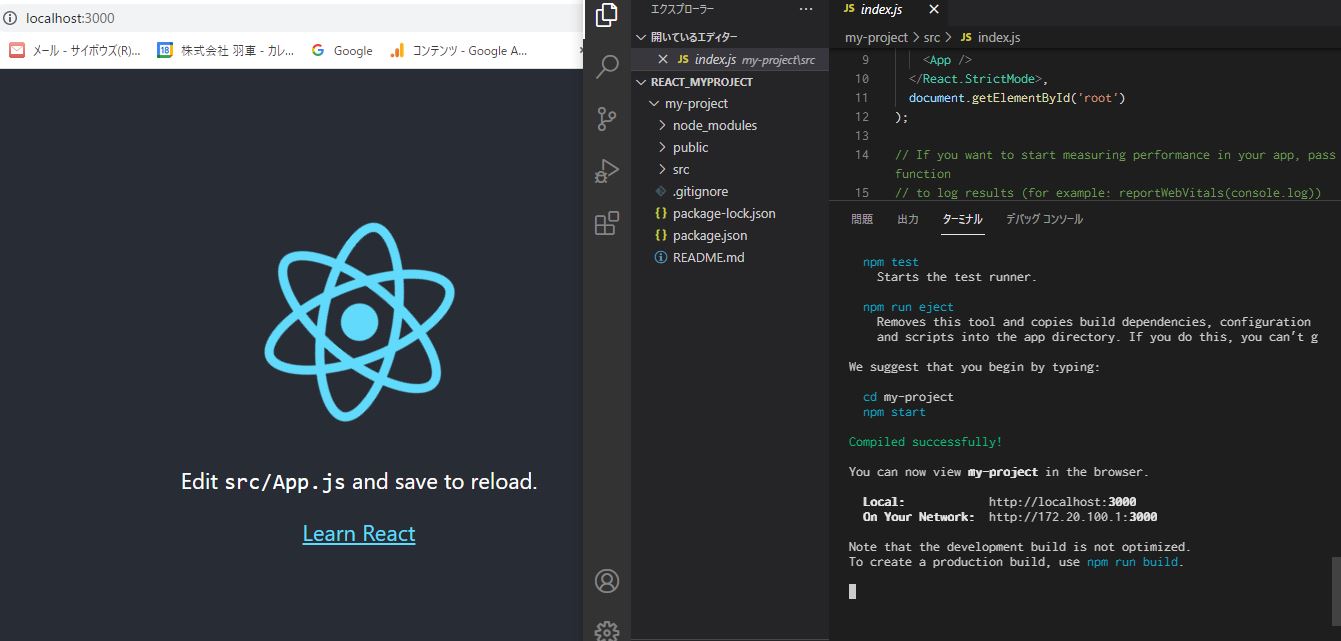 localhost:3000
メール - サイボウズ(R)...
18
株式会社 羽車 - カレ...
Google
コンテンツ - Google A...
Edit src/App.js and save to reload.
Learn React
エクスプローラー
...
開いているエディター
JS index.js my-project\src
REACT_MYPROJECT
my-project
node_modules
public
src
.gitignore
{} package-lock.json
{} package.json
README.md
JS index.js
my-project > src > JS index.js
9 <App />
10 </React.StrictMode>,
11 document.getElementById('root')
12 );
13
14 // If you want to start measuring performance in your app, pass
function
15 // to log results (for example: reportWebVitals(console.log))
問題 出力 ターミナル デバッグ コンソール
npm test
Starts the test runner.
npm run eject
Removes this tool and copies build dependencies, configuration
and scripts into the app directory. If you do this, you can't g
We suggest that you begin by typing:
cd my-project
npm start
Compiled successfully!
You can now view my-project in the browser.
Local: http://localhost:3000
On Your Network: http://172.20.100.1:3000
Note that the development build is not optimized.
To create a production build, use npm run build.